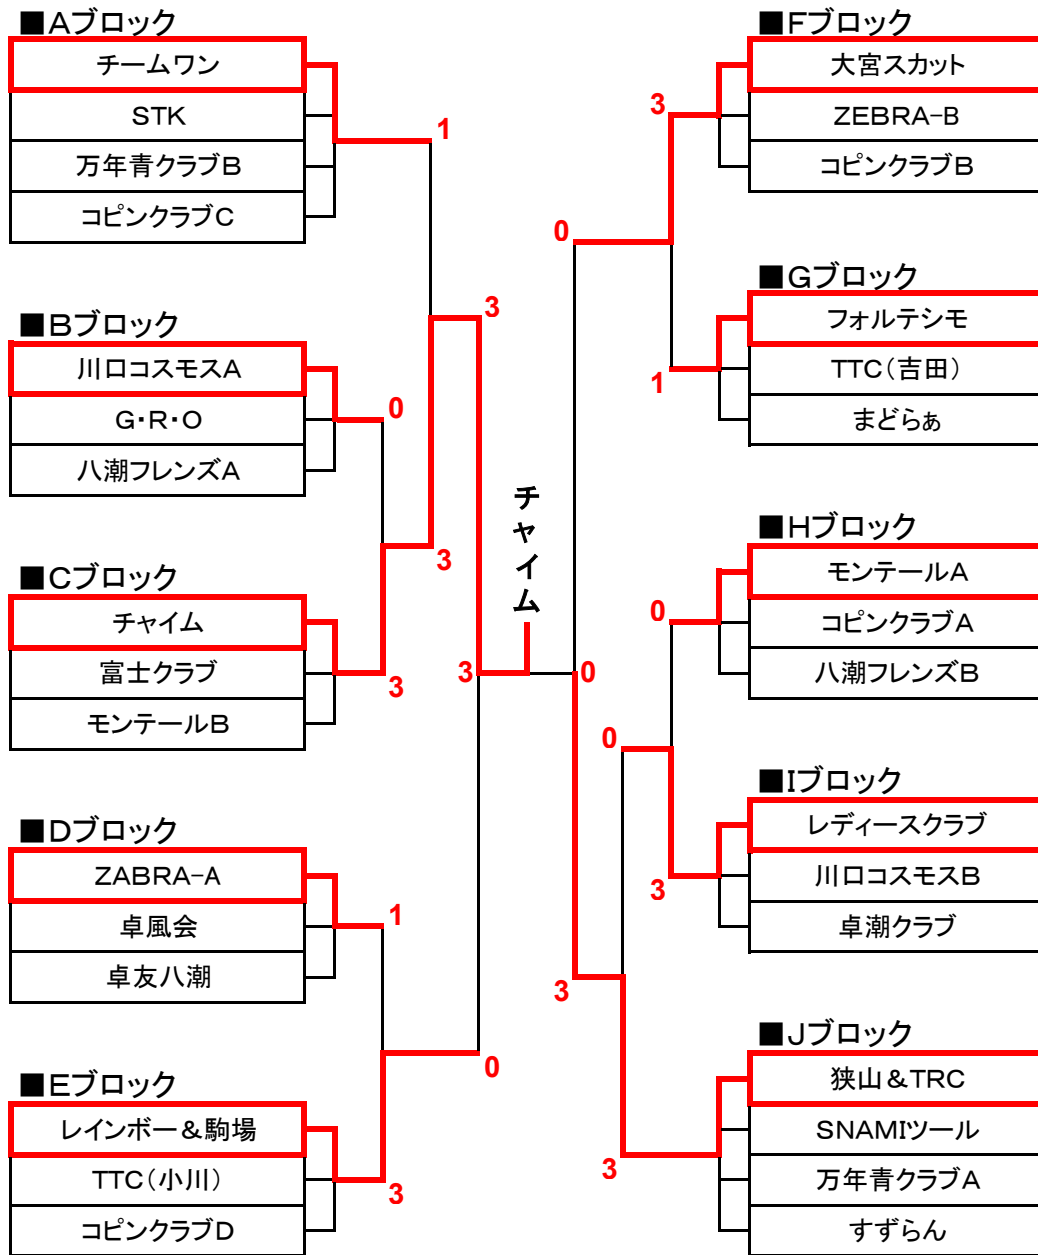 ■Aブロック
チームワン
STK
万年青クラブB
コピンクラブC
1
■Bブロック
川口コスモスA
G・R・O
八潮フレンズA
0
3
■Cブロック
チャイム
富士クラブ
モンテールB
3
3
■Dブロック
ZABRA-A
卓風会
卓友八潮
1
■Eブロック
レインボー＆駒場
TTC(小川)
コピンクラブD
3
0
3
チャイム
0
■Fブロック
大宮スカット
ZEBRA-B
コピンクラブB
3
0
■Gブロック
フォルテシモ
TTC(吉田)
まどらぁ
1
■Hブロック
モンテールA
コピンクラブA
八潮フレンズB
0
0
■Iブロック
レディースクラブ
川口コスモスB
卓潮クラブ
3
3
■Jブロック
狭山＆TRC
SNAMIツール
万年青クラブA
すずらん
3